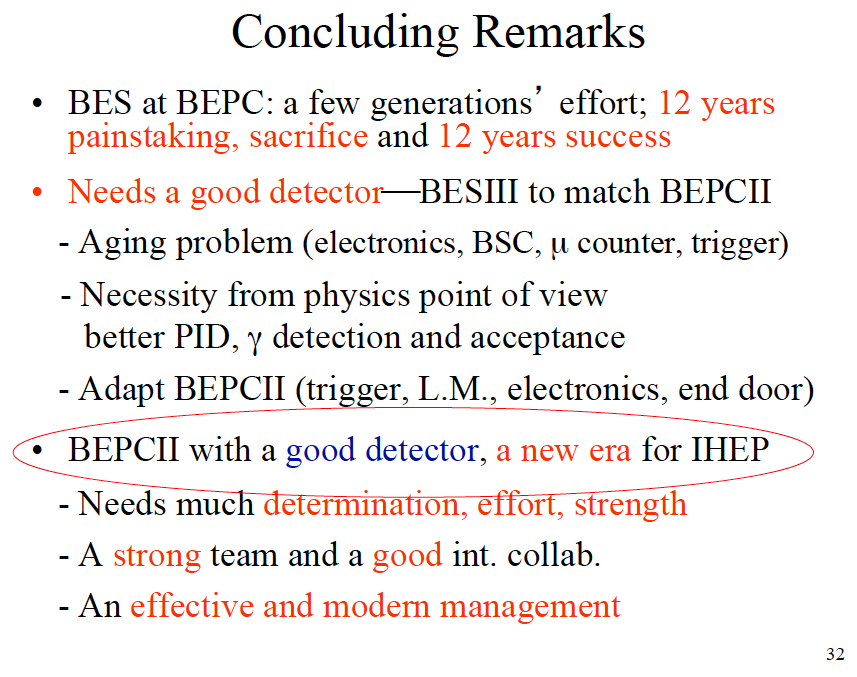 Concluding Remarks
• BES at BEPC: a few generations’ effort; 12 years
painstaking, sacrifice and 12 years success
• Needs a good detector—BESIII to match BEPCII
- Aging problem (electronics, BSC, μ counter, trigger)
- Necessity from physics point of view
better PID, γ detection and acceptance
- Adapt BEPCII (trigger, L.M., electronics, end door)
• BEPCII with a good detector, a new era for IHEP
- Needs much determination, effort, strength
- A strong team and a good int. collab.
- An effective and modern management
32